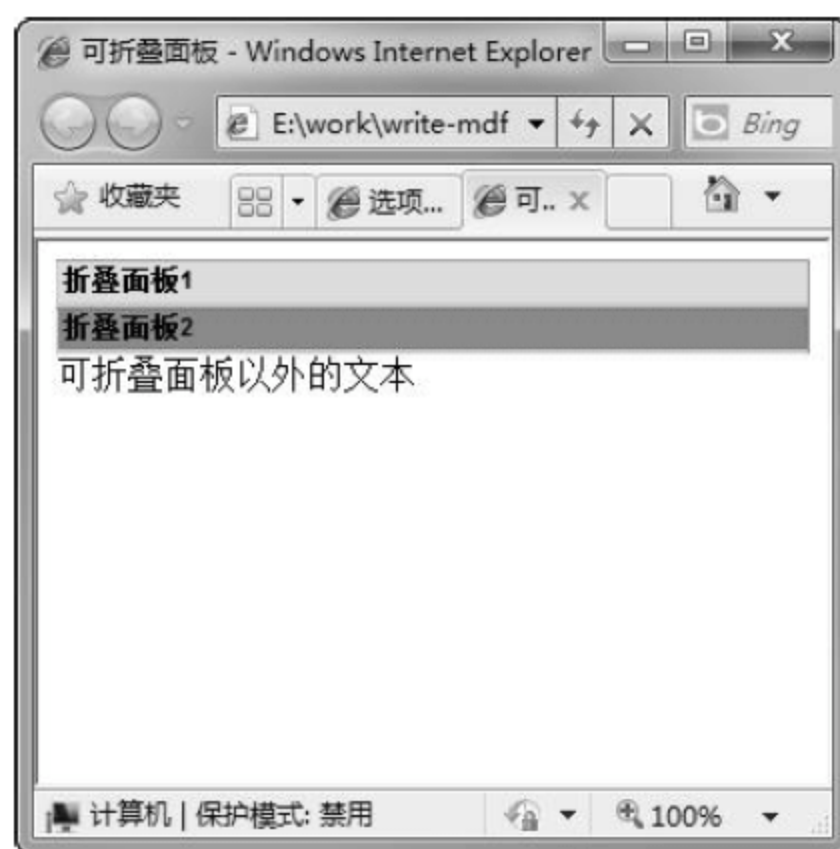 可折叠面板 - Windows Internet Explorer
E:\work\write-mdf
Bing
收藏夹
选项...
可..
折叠面板1
折叠面板2
可折叠面板以外的文本
计算机 | 保护模式: 禁用
100%